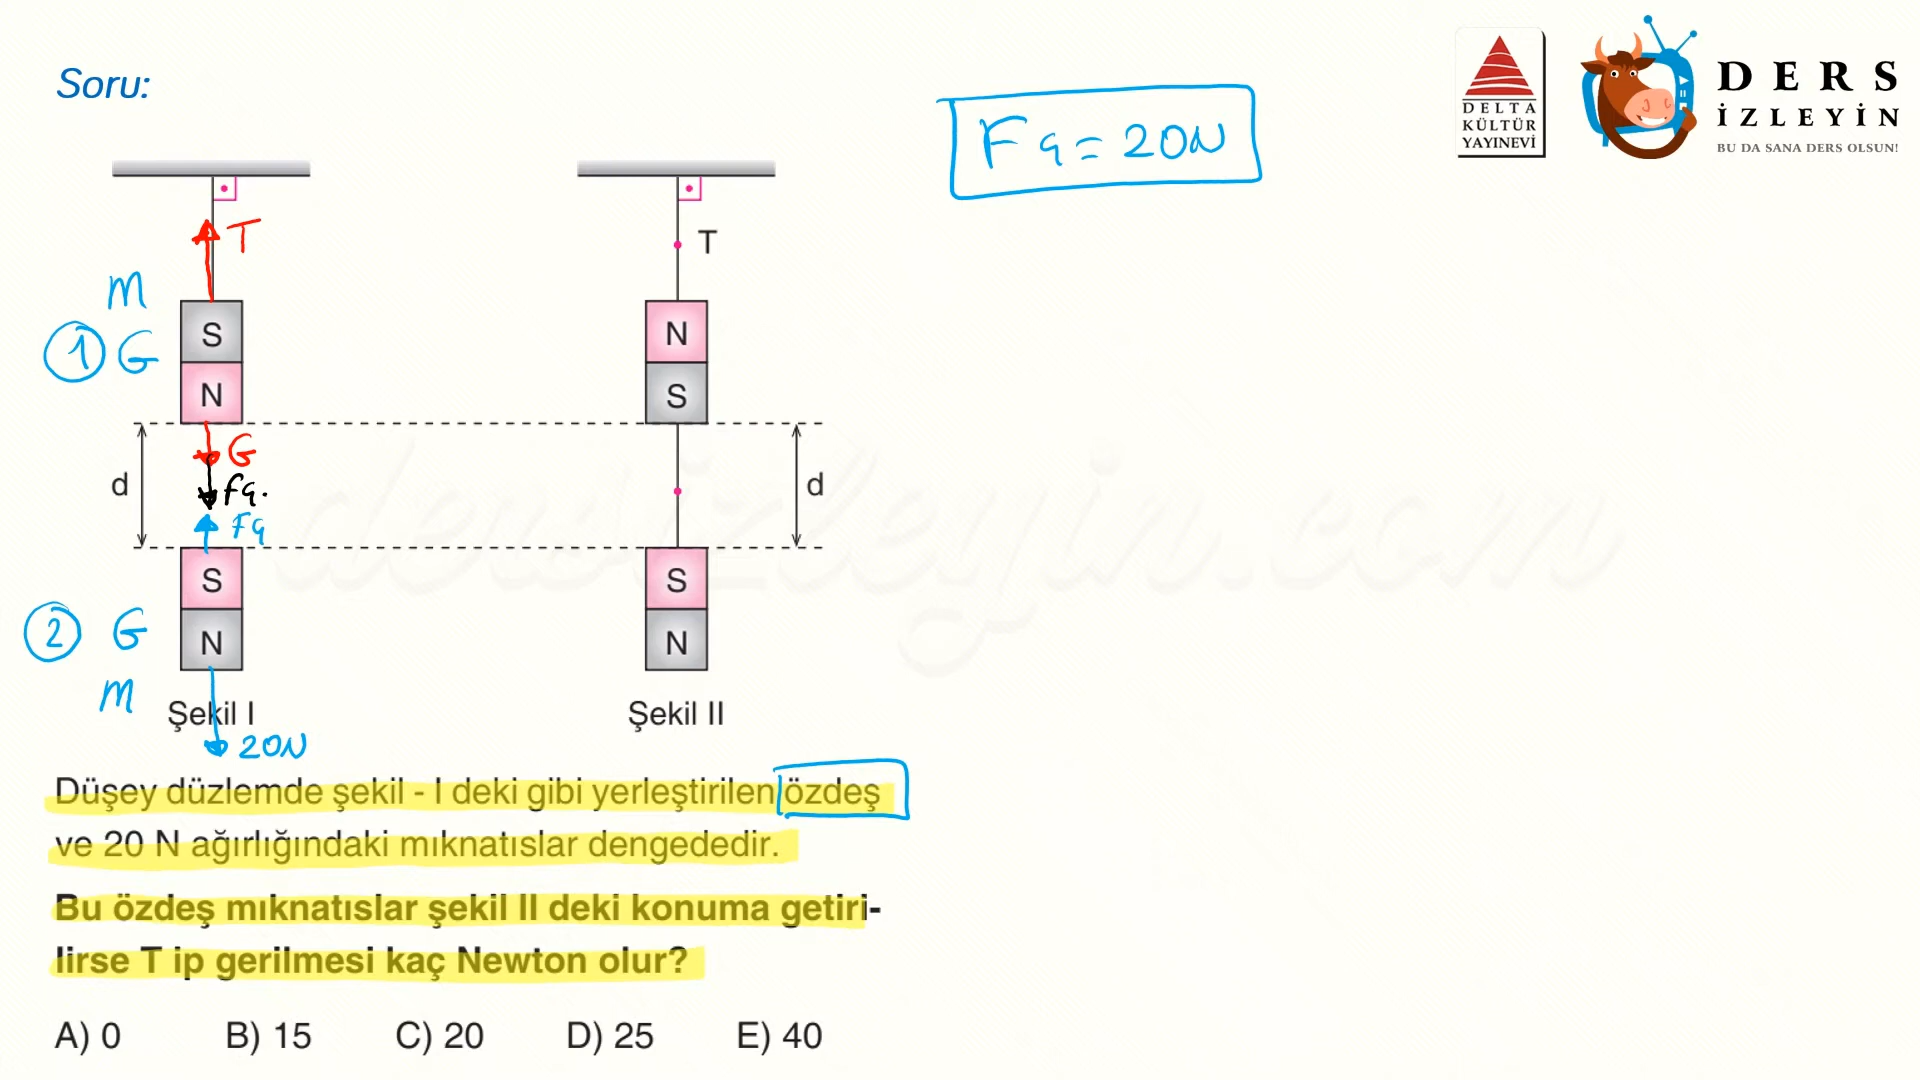 Soru:
F q = 20N
DELTA
KÜLTÜR
YAYINEVİ
DERS
İZLEYİN
BU DA SANA DERS OLSUN!
T
T
m
1 G
S
N
N
S
G
Fq.
Fq
d
d
dersizleyin.com
S
N
S
N
2 G
m
Şekil I
Şekil II
20N
Düşey düzlemde şekil - I deki gibi yerleştirilen özdeş
ve 20 N ağırlığındaki mıknatıslar dengededir.
Bu özdeş mıknatıslar şekil II deki konuma getiri-
lirse T ip gerilmesi kaç Newton olur?
A) 0 B) 15 C) 20 D) 25 E) 40